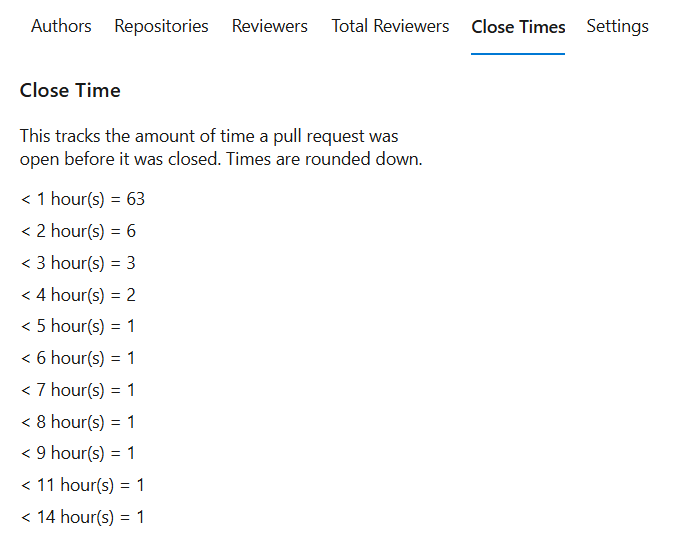 Authors Repositories Reviewers Total Reviewers Close Times Settings
Close Time
This tracks the amount of time a pull request was
open before it was closed. Times are rounded down.
< 1 hour(s) = 63
< 2 hour(s) = 6
< 3 hour(s) = 3
< 4 hour(s) = 2
< 5 hour(s) = 1
< 6 hour(s) = 1
< 7 hour(s) = 1
< 8 hour(s) = 1
< 9 hour(s) = 1
< 11 hour(s) = 1
< 14 hour(s) = 1